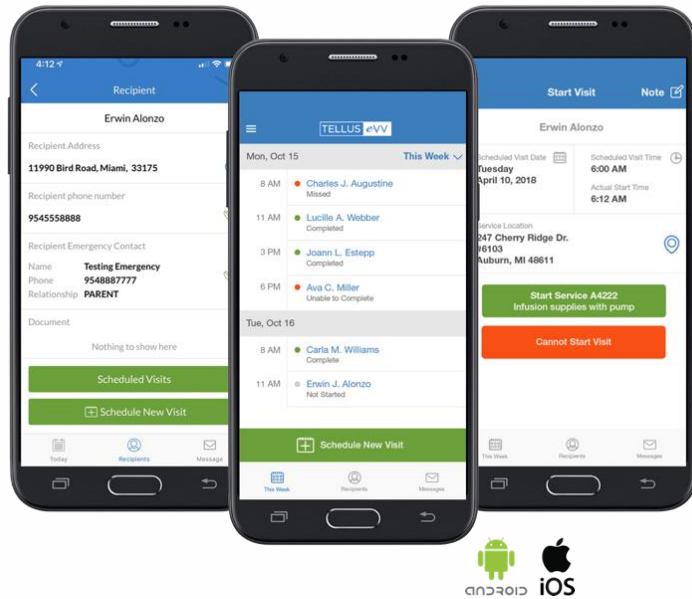 4:12
Recipient
Erwin Alonzo
Recipient Address
11990 Bird Road, Miami, 33175
Recipient phone number
9545558888
Recipient Emergency Contact
Name Testing Emergency
Phone 9548887777
Relationship PARENT
Document
Nothing to show here
Scheduled Visits
Schedule New Visit
Today Recipients Message
TELLUS eVV
Mon, Oct 15 This Week
8 AM Charles J. Augustine
Missed
11 AM Lucille A. Webber
Completed
3 PM Joann L. Estepp
Completed
6 PM Ava C. Miller
Unable to Complete
Tue, Oct 16
8 AM Carla M. Williams
Complete
11 AM Erwin J. Alonzo
Not Started
Schedule New Visit
This Week Recipients Messages
Start Visit Note
Erwin Alonzo
Scheduled Visit Date Scheduled Visit Time
Tuesday 6:00 AM
April 10, 2018 Actual Start Time
6:12 AM
Service Location
247 Cherry Ridge Dr.
#6103
Auburn, MI 48611
Start Service A4222
Infusion supplies with pump
Cannot Start Visit
This Week Recipients Messages
ANDROID iOS